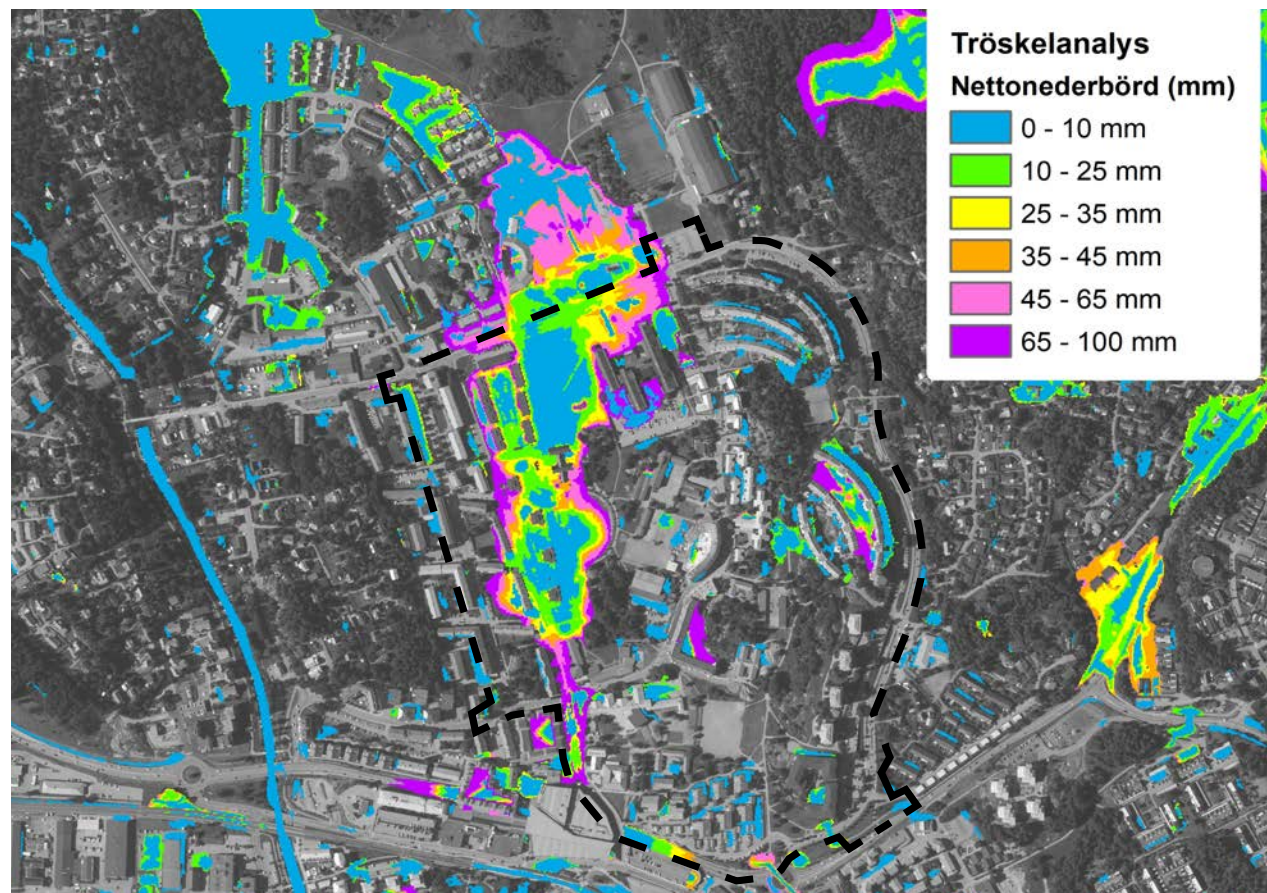 Tröskelanalys
Nettonederbörd (mm)
0 - 10 mm
10 - 25 mm
25 - 35 mm
35 - 45 mm
45 - 65 mm
65 - 100 mm